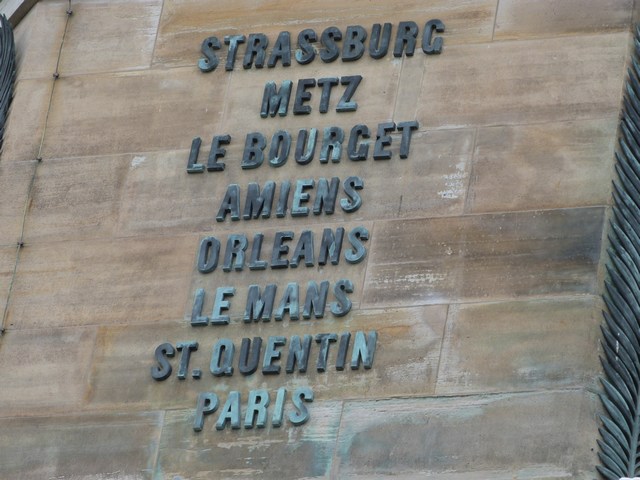 STRASSBURG
METZ
LE BOURGET
AMIENS
ORLEANS
LE MANS
ST. QUENTIN
PARIS